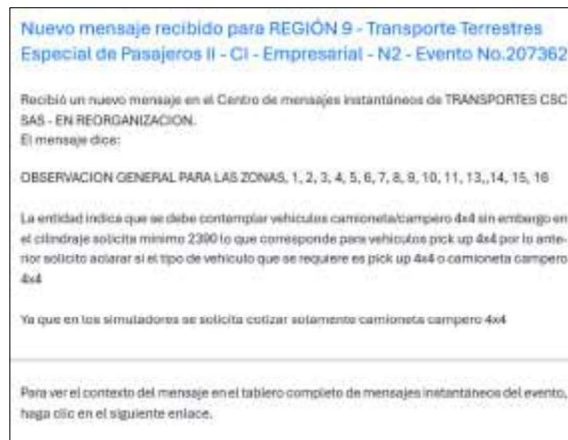 Nuevo mensaje recibido para REGIÓN 9 - Transporte Terrestres
Especial de Pasajeros II - CI - Empresarial - N2 - Evento No.207362
Recibió un nuevo mensaje en el Centro de mensajes instantáneos de TRANSPORTES CSC
SAS - EN REORGANIZACION.
El mensaje dice:
OBSERVACION GENERAL PARA LAS ZONAS, 1, 2, 3, 4, 5, 6, 7, 8, 9, 10, 11, 13,,14, 15, 16
La entidad indica que se debe contemplar vehiculos camioneta/campero 4x4 sin embargo en
el cilindraje solicita minimo 2390 lo que corresponde para vehiculos pick up 4x4 por lo ante-
rior solicito aclarar si el tipo de vehiculo que se requiere es pick up 4x4 o camioneta campero
4x4
Ya que en los simuladores se solicita cotizar solamente camioneta campero 4x4
Para ver el contexto del mensaje en el tablero completo de mensajes instantáneos del evento,
haga clic en el siguiente enlace.